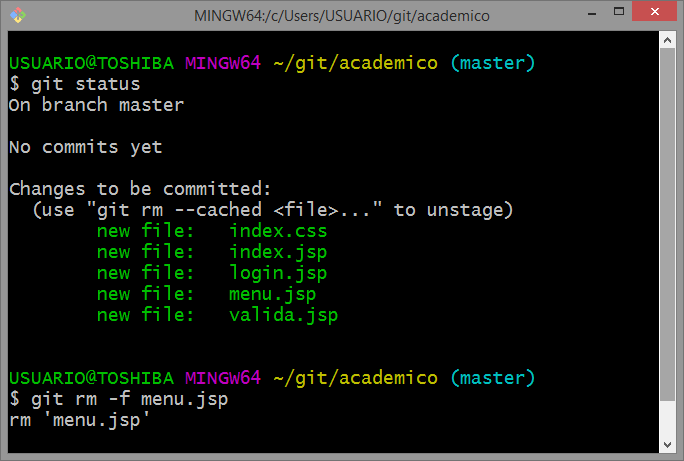 MINGW64:/c/Users/USUARIO/git/academico
USUARIO@TOSHIBA MINGW64 ~/git/academico (master)
$ git status
On branch master
No commits yet
Changes to be committed:
  (use "git rm --cached <file>..." to unstage)
        new file:   index.css
        new file:   index.jsp
        new file:   login.jsp
        new file:   menu.jsp
        new file:   valida.jsp
USUARIO@TOSHIBA MINGW64 ~/git/academico (master)
$ git rm -f menu.jsp
rm 'menu.jsp'